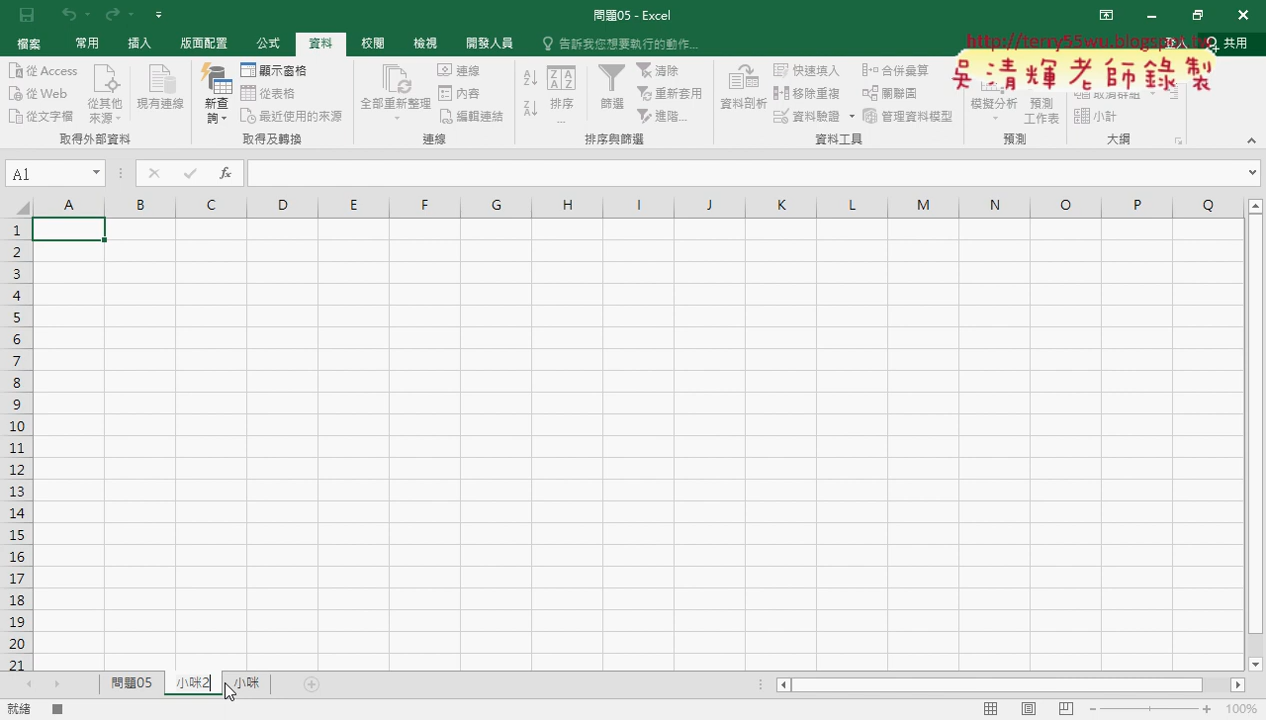 問題05 - Excel
檔案 常用 插入 版面配置 公式 資料 校閱 檢視 開發人員 告訴我您想要執行的動作... 登入 共用
http://terry55wu.blogspot.tw
吳清輝老師錄製
從 Access 從 Web 從文字檔 從其他來源 現有連線 取得外部資料
新查詢 顯示窗格 從表格 最近使用的來源 取得及轉換
全部重新整理 連線 內容 編輯連結 連線
排序... 篩選 清除 重新套用 進階... 排序與篩選
資料剖析 快速填入 移除重複 資料驗證 合併彙算 關聯圖 管理資料模型 資料工具
模擬分析 預測工作表 預測
取消群組 小計 大綱
A1 fx
A B C D E F G H I J K L M N O P Q
1
2
3
4
5
6
7
8
9
10
11
12
13
14
15
16
17
18
19
20
21
問題05 小咪2 小咪
就緒 100%